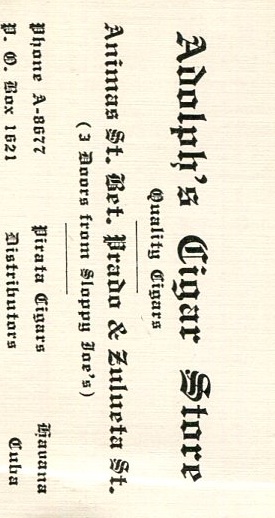 Adolph's Cigar Store
Quality Cigars
Animas St. Bet. Prado & Zulueta St.
(3 Doors from Sloppy Joe's)
Phone A-8677 Pirata Cigars Havana
P. O. Box 1621 Distributors Cuba